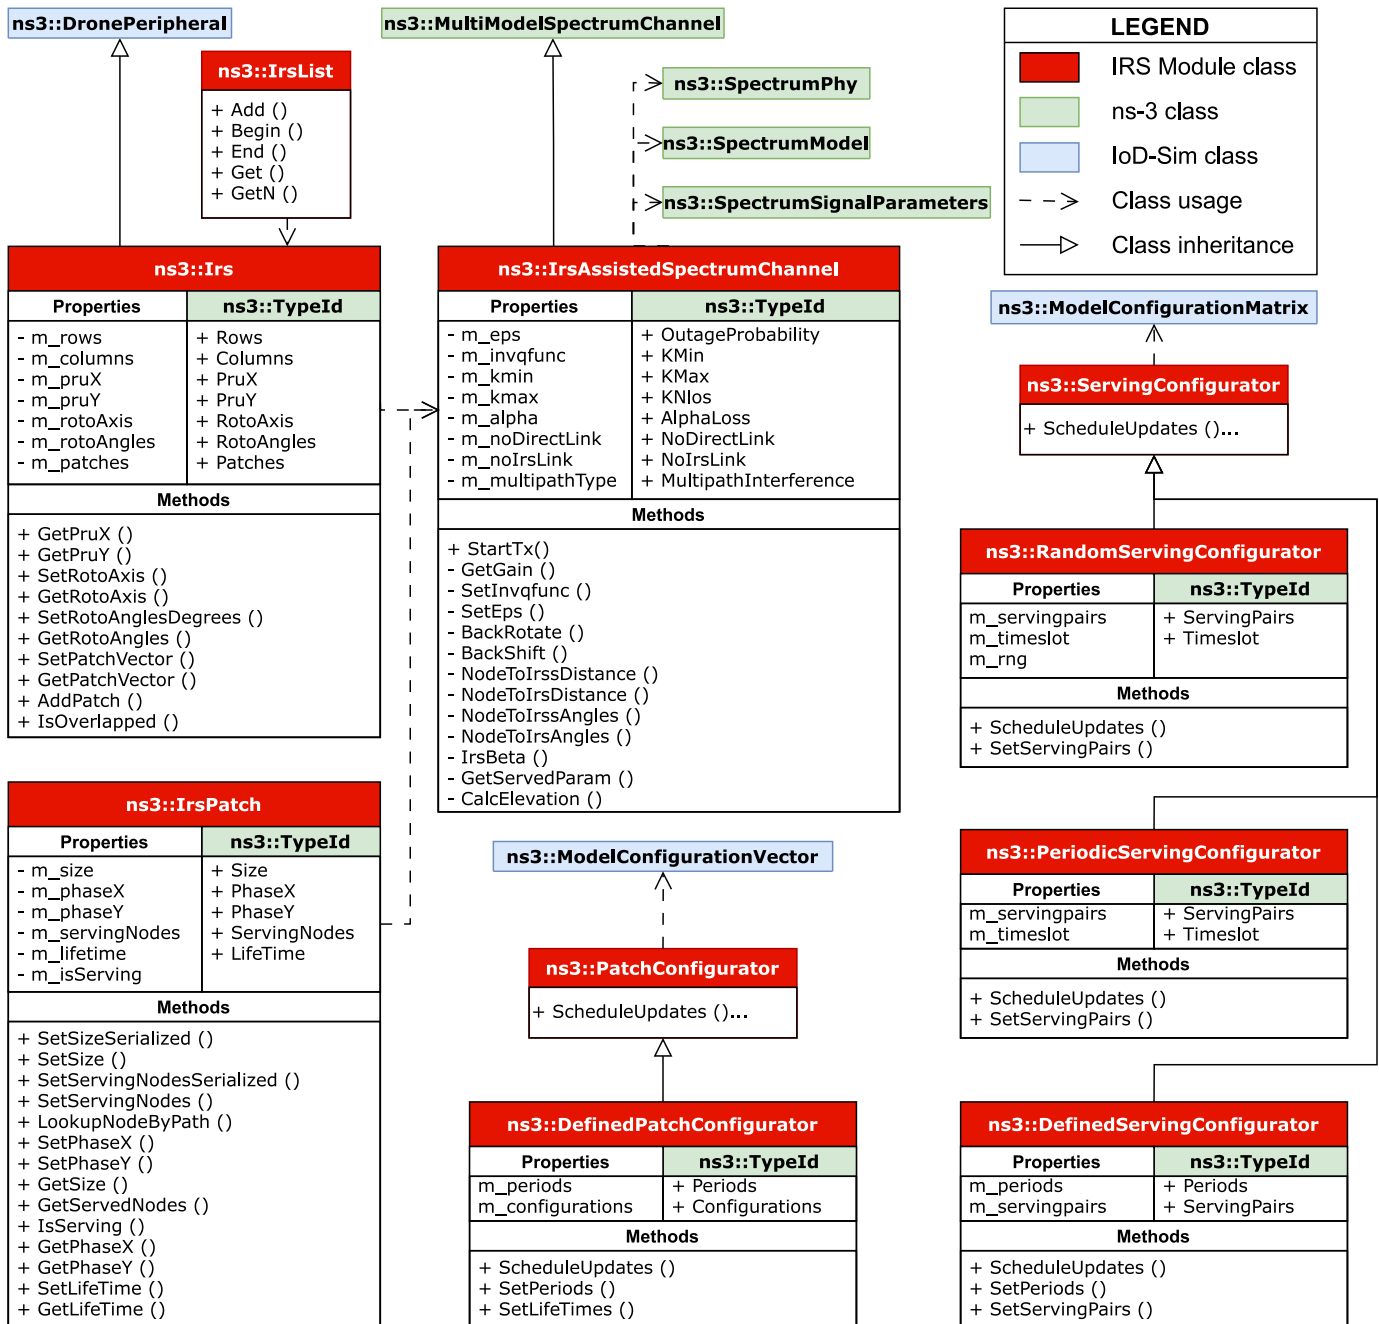 ns3::DronePeripheral
ns3::IrsList
+ Add ()
+ Begin ()
+ End ()
+ Get ()
+ GetN ()
ns3::MultiModelSpectrumChannel
ns3::SpectrumPhy
ns3::SpectrumModel
ns3::SpectrumSignalParameters
LEGEND
IRS Module class
ns-3 class
IoD-Sim class
Class usage
Class inheritance
ns3::Irs
Properties
ns3::TypeId
- m_rows
- m_columns
- m_pruX
- m_pruY
- m_rotoAxis
- m_rotoAngles
- m_patches
+ Rows
+ Columns
+ PruX
+ PruY
+ RotoAxis
+ RotoAngles
+ Patches
Methods
+ GetPruX ()
+ GetPruY ()
+ SetRotoAxis ()
+ GetRotoAxis ()
+ SetRotoAnglesDegrees ()
+ GetRotoAngles ()
+ SetPatchVector ()
+ GetPatchVector ()
+ AddPatch ()
+ IsOverlapped ()
ns3::IrsAssistedSpectrumChannel
Properties
ns3::TypeId
- m_eps
- m_invqfunc
- m_kmin
- m_kmax
- m_alpha
- m_noDirectLink
- m_noIrsLink
- m_multipathType
+ OutageProbability
+ KMin
+ KMax
+ KNlos
+ AlphaLoss
+ NoDirectLink
+ NoIrsLink
+ MultipathInterference
Methods
+ StartTx()
- GetGain ()
- SetInvqfunc ()
- SetEps ()
- BackRotate ()
- BackShift ()
- NodeToIrssDistance ()
- NodeToIrsDistance ()
- NodeToIrssAngles ()
- NodeToIrsAngles ()
- IrsBeta ()
- GetServedParam ()
- CalcElevation ()
ns3::ModelConfigurationMatrix
ns3::ServingConfigurator
+ ScheduleUpdates ()...
ns3::RandomServingConfigurator
Properties
ns3::TypeId
m_servingpairs
m_timeslot
m_rng
+ ServingPairs
+ Timeslot
Methods
+ ScheduleUpdates ()
+ SetServingPairs ()
ns3::IrsPatch
Properties
ns3::TypeId
- m_size
- m_phaseX
- m_phaseY
- m_servingNodes
- m_lifetime
- m_isServing
+ Size
+ PhaseX
+ PhaseY
+ ServingNodes
+ LifeTime
Methods
+ SetSizeSerialized ()
+ SetSize ()
+ SetServingNodesSerialized ()
+ SetServingNodes ()
+ LookupNodeByPath ()
+ SetPhaseX ()
+ SetPhaseY ()
+ GetSize ()
+ GetServedNodes ()
+ IsServing ()
+ GetPhaseX ()
+ GetPhaseY ()
+ SetLifeTime ()
+ GetLifeTime ()
ns3::ModelConfigurationVector
ns3::PatchConfigurator
+ ScheduleUpdates ()...
ns3::DefinedPatchConfigurator
Properties
ns3::TypeId
m_periods
m_configurations
+ Periods
+ Configurations
Methods
+ ScheduleUpdates ()
+ SetPeriods ()
+ SetLifeTimes ()
ns3::PeriodicServingConfigurator
Properties
ns3::TypeId
m_servingpairs
m_timeslot
+ ServingPairs
+ Timeslot
Methods
+ ScheduleUpdates ()
+ SetServingPairs ()
ns3::DefinedServingConfigurator
Properties
ns3::TypeId
m_periods
m_servingpairs
+ Periods
+ ServingPairs
Methods
+ ScheduleUpdates ()
+ SetPeriods ()
+ SetServingPairs ()